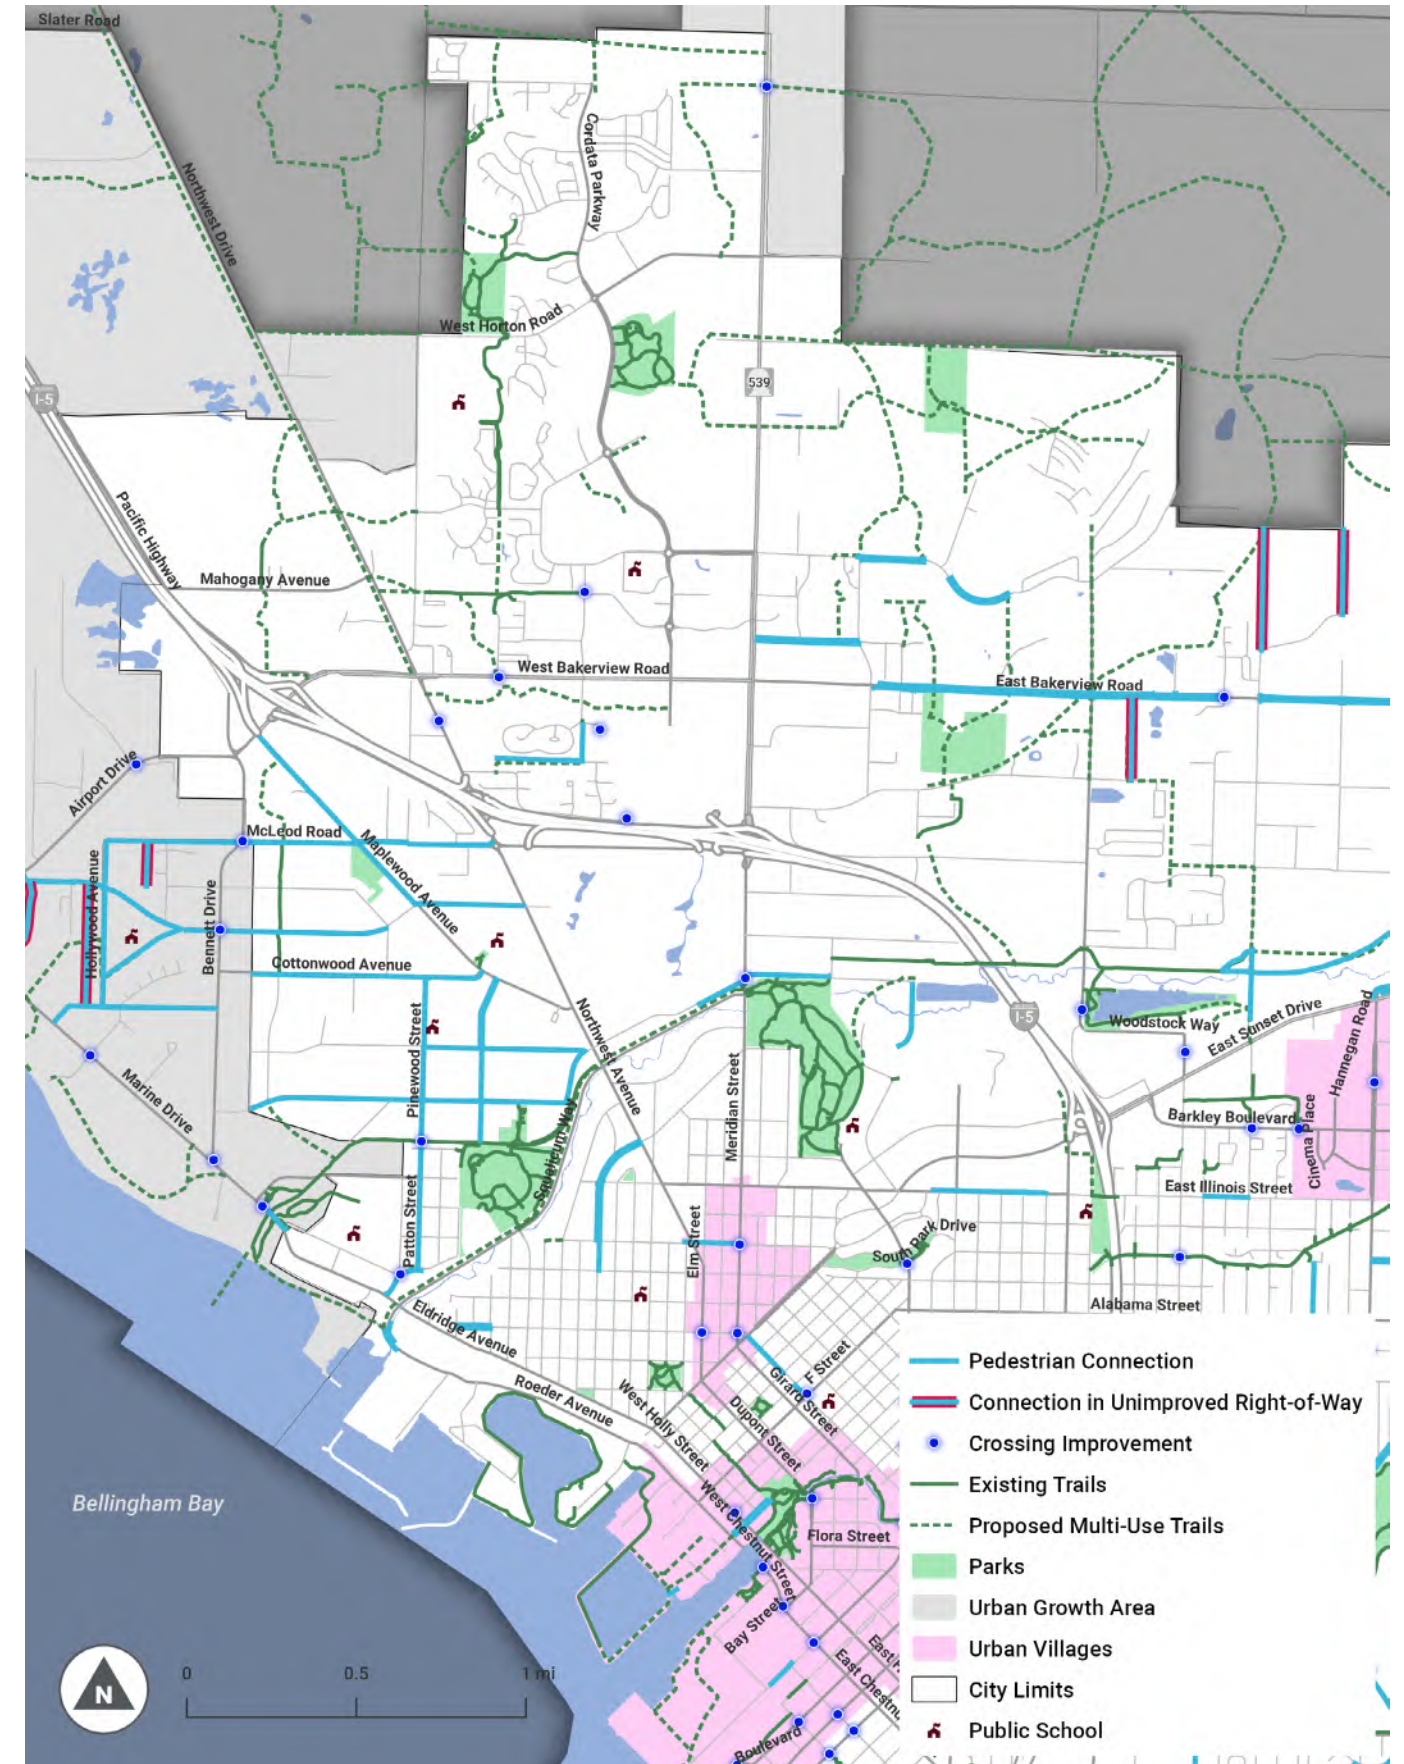 Slater Road
Cordata Parkway
Northwest Drive
West Horton Road
539
I-5
Pacific Highway
Mahogany Avenue
West Bakerview Road
East Bakerview Road
Airport Drive
McLeod Road
Maplewood Avenue
Hollywood Avenue
Bennett Drive
Cottonwood Avenue
Northwest Avenue
I-5
Woodstock Way
East Sunset Drive
Hannegan Road
Pinewood Street
Marine Drive
Meridian Street
Squalicum Way
Barkley Boulevard
Cinema Place
East Illinois Street
Patton Street
Elm Street
South Park Drive
Alabama Street
Eldridge Avenue
F Street
Girard Street
Roeder Avenue
West Holly Street
Dupont Street
West Chestnut Street
Flora Street
Bay Street
East Chestnu
Boulevard
Bellingham Bay
N
0 0.5 1 mi
Pedestrian Connection
Connection in Unimproved Right-of-Way
Crossing Improvement
Existing Trails
Proposed Multi-Use Trails
Parks
Urban Growth Area
Urban Villages
City Limits
Public School